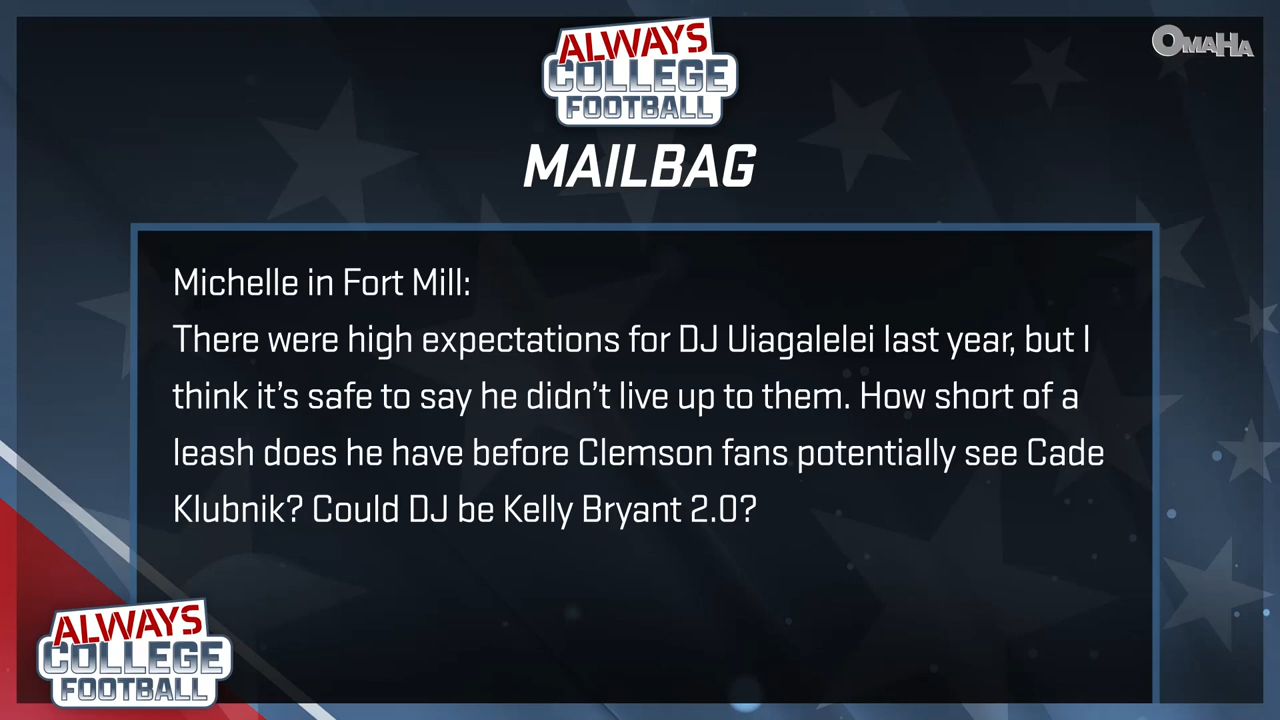 ALWAYS
COLLEGE
FOOTBALL
OMAHA
MAILBAG
Michelle in Fort Mill:
There were high expectations for DJ Uiagalelei last year, but I
think it’s safe to say he didn’t live up to them. How short of a
leash does he have before Clemson fans potentially see Cade
Klubnik? Could DJ be Kelly Bryant 2.0?
ALWAYS
COLLEGE
FOOTBALL